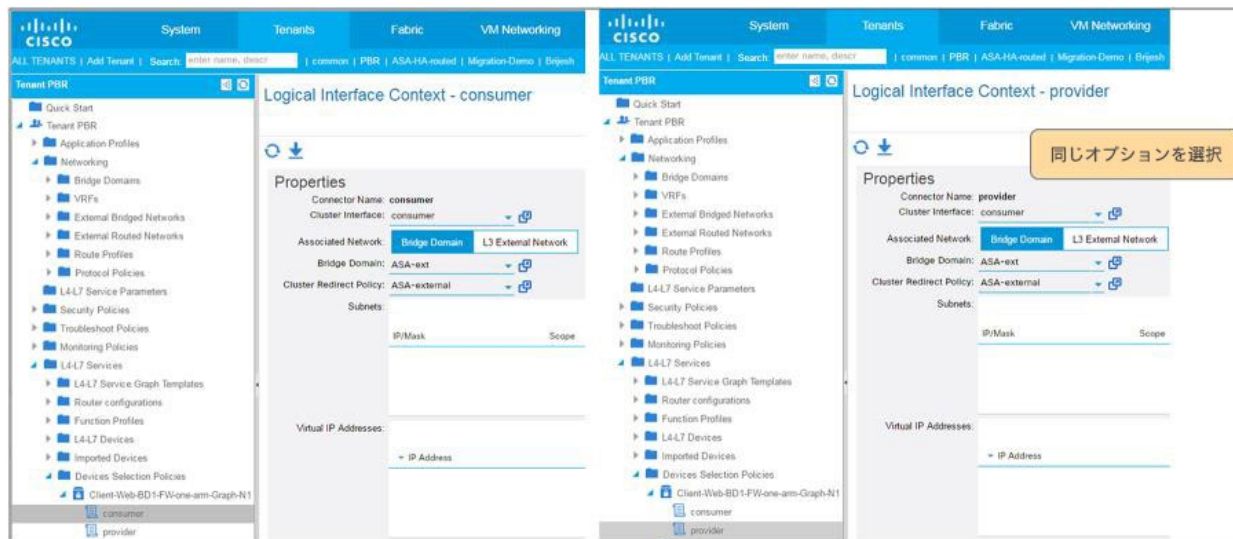 CISCO
System
Tenants
Fabric
VM Networking
ALL TENANTS | Add Tenant | Search: enter name, descr | common | PBR | ASA-HA-routed | Migration-Demo | Brijesh
Tenant PBR
Quick Start
Tenant PBR
Application Profiles
Networking
Bridge Domains
VRFs
External Bridged Networks
External Routed Networks
Route Profiles
Protocol Policies
L4-L7 Service Parameters
Security Policies
Troubleshoot Policies
Monitoring Policies
L4-L7 Services
L4-L7 Service Graph Templates
Router configurations
Function Profiles
L4-L7 Devices
Imported Devices
Devices Selection Policies
Client-Web-BD1-FW-one-arm-Graph-N1
consumer
provider
Logical Interface Context - consumer
Properties
Connector Name: consumer
Cluster Interface: consumer
Associated Network: Bridge Domain L3 External Network
Bridge Domain: ASA-ext
Cluster Redirect Policy: ASA-external
Subnets:
IP/Mask Scope
Virtual IP Addresses:
IP Address
CISCO
System
Tenants
Fabric
VM Networking
ALL TENANTS | Add Tenant | Search: enter name, descr | common | PBR | ASA-HA-routed | Migration-Demo | Brijesh
Tenant PBR
Quick Start
Tenant PBR
Application Profiles
Networking
Bridge Domains
VRFs
External Bridged Networks
External Routed Networks
Route Profiles
Protocol Policies
L4-L7 Service Parameters
Security Policies
Troubleshoot Policies
Monitoring Policies
L4-L7 Services
L4-L7 Service Graph Templates
Router configurations
Function Profiles
L4-L7 Devices
Imported Devices
Devices Selection Policies
Client-Web-BD1-FW-one-arm-Graph-N1
consumer
provider
Logical Interface Context - provider
同じオプションを選択
Properties
Connector Name: provider
Cluster Interface: consumer
Associated Network: Bridge Domain L3 External Network
Bridge Domain: ASA-ext
Cluster Redirect Policy: ASA-external
Subnets:
IP/Mask Scope
Virtual IP Addresses:
IP Address